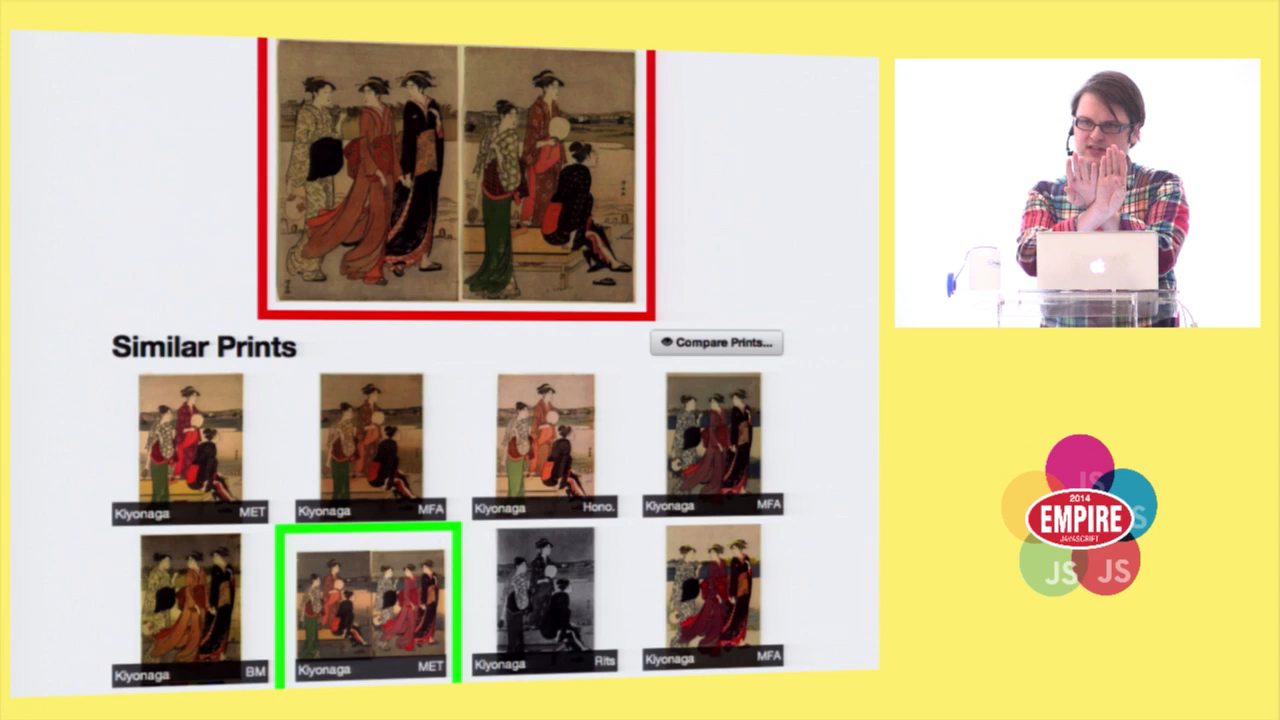 Similar Prints
Compare Prints...
Kiyonaga MET
Kiyonaga MFA
Kiyonaga Hono.
Kiyonaga MFA
Kiyonaga BM
Kiyonaga MET
Kiyonaga Rits
Kiyonaga MFA
JS
2014
EMPIRE
JAVASCRIPT
JS
JS